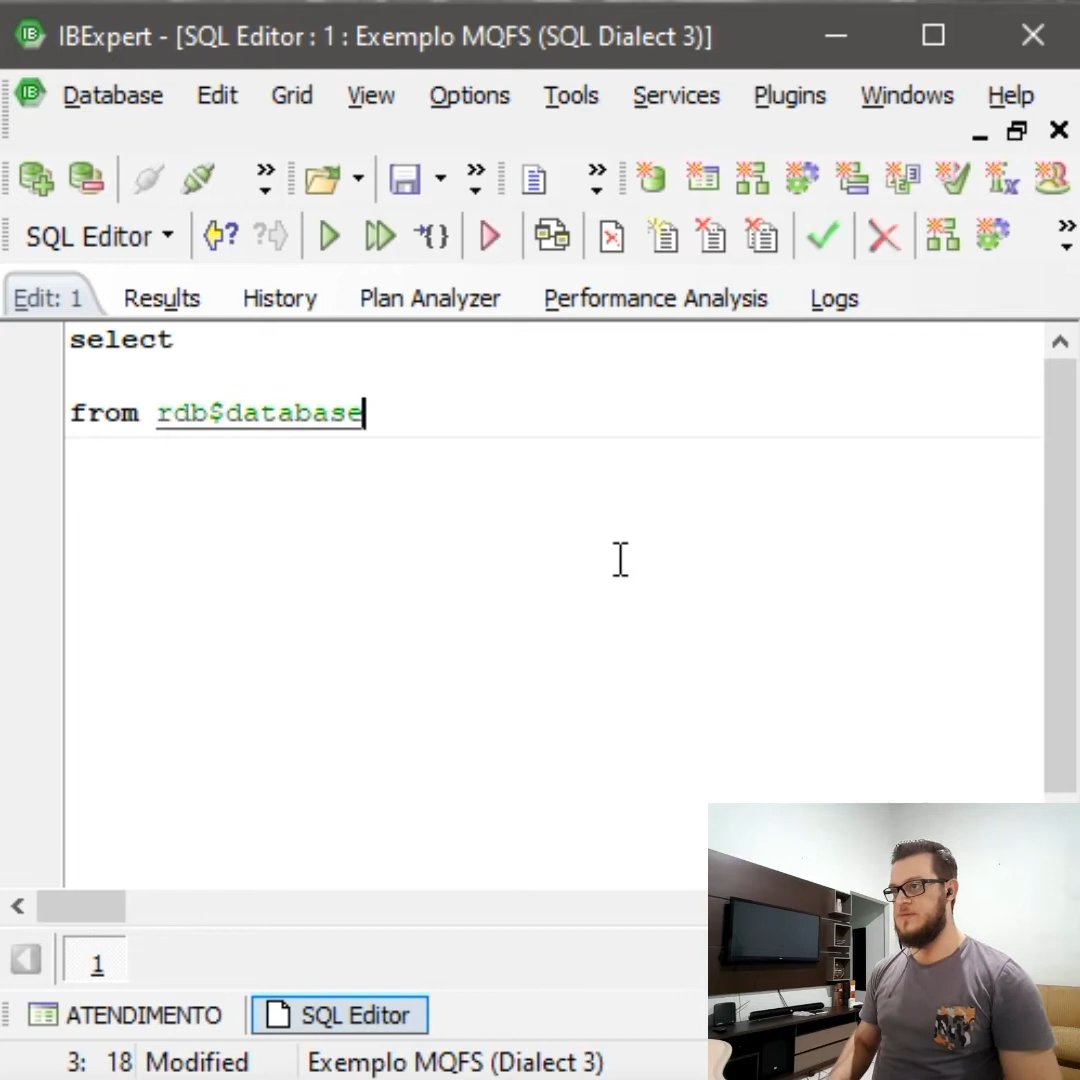 IB IBExpert - [SQL Editor : 1 : Exemplo MQFS (SQL Dialect 3)]
IB Database Edit Grid View Options Tools Services Plugins Windows Help
SQL Editor
Edit: 1 Results History Plan Analyzer Performance Analysis Logs
select
from rdb$database
1
ATENDIMENTO SQL Editor
3: 18 Modified Exemplo MQFS (Dialect 3)